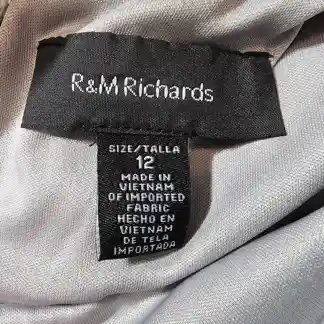 R&M Richards
SIZE/TALLA
12
MADE IN
VIETNAM
OF IMPORTED
FABRIC
HECHO EN
VIETNAM
DE TELA
IMPORTADA